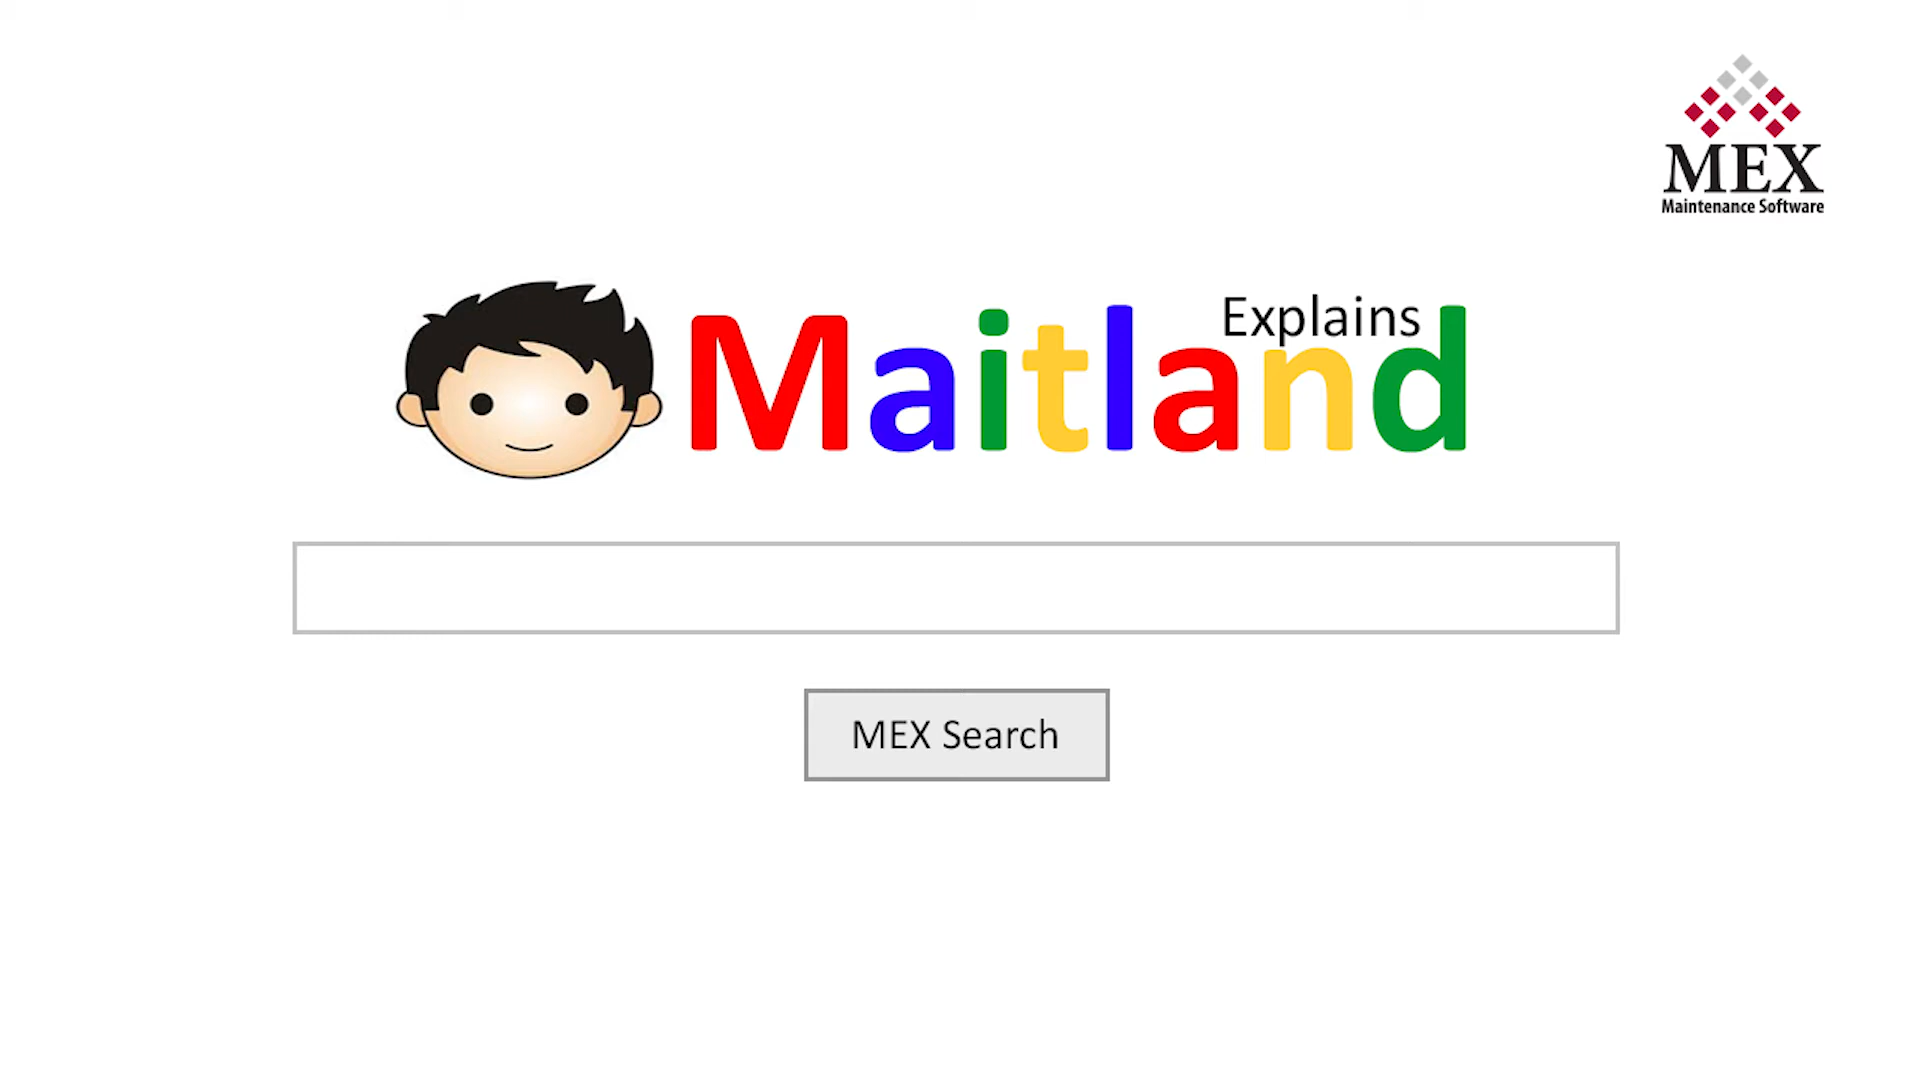 MEX
Maintenance Software
Explains
Maitland
MEX Search